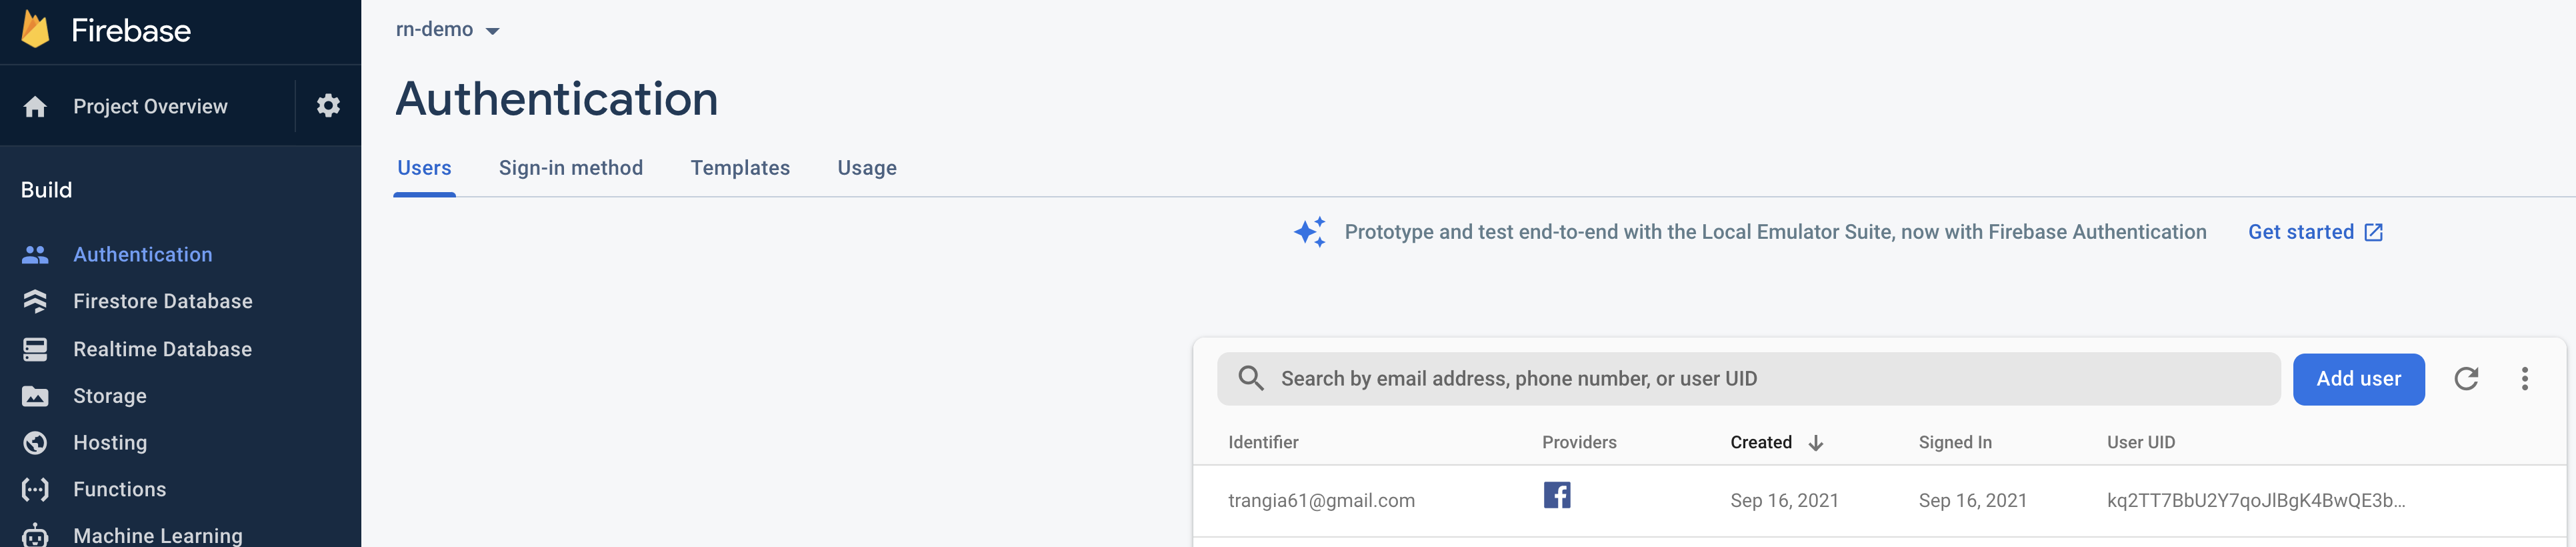 Firebase
Project Overview
Build
Authentication
Firestore Database
Realtime Database
Storage
Hosting
Functions
Machine Learning
rn-demo
Authentication
Users Sign-in method Templates Usage
Prototype and test end-to-end with the Local Emulator Suite, now with Firebase Authentication Get started
Search by email address, phone number, or user UID Add user
Identifier Providers Created Signed In User UID
trangia61@gmail.com Sep 16, 2021 Sep 16, 2021 kq2TT7BbU2Y7qoJlBgK4BwQE3b...